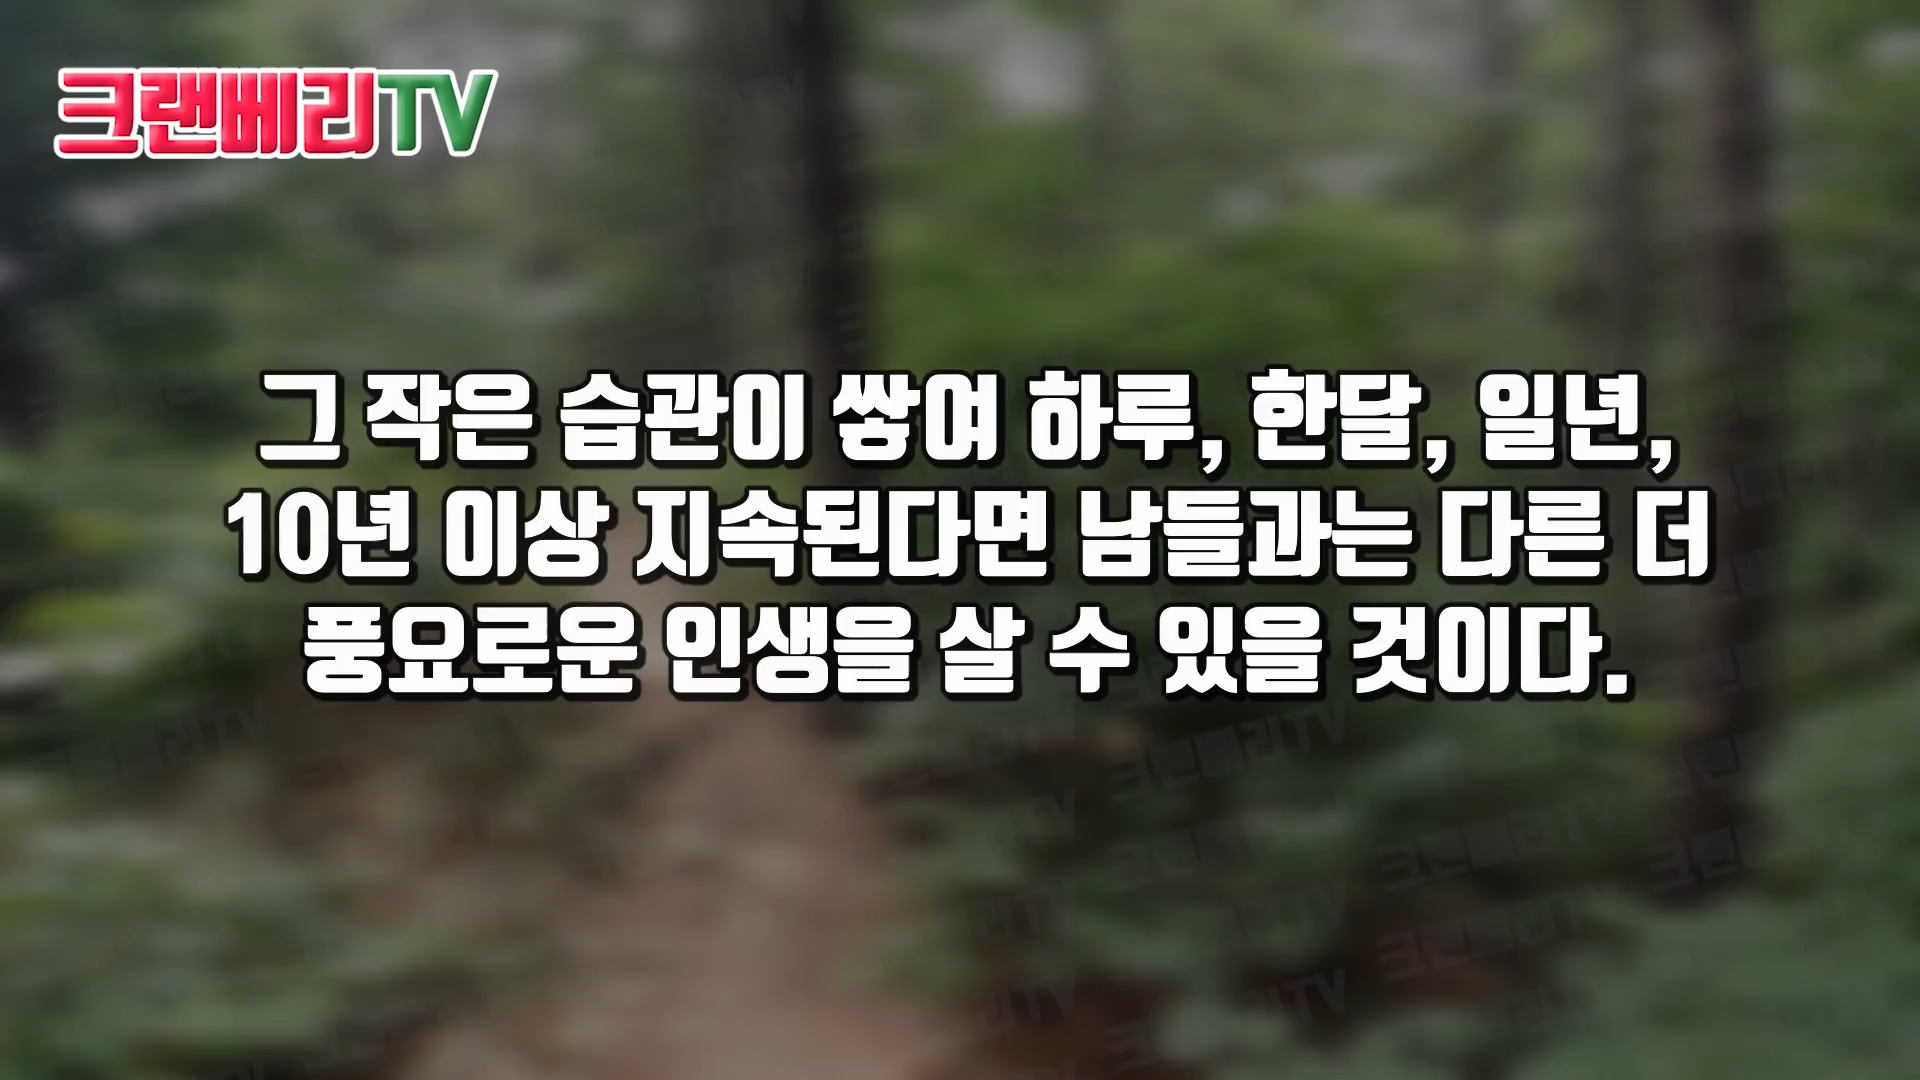 크랜베리TV
그 작은 습관이 쌓여 하루, 한달, 일년,
10년 이상 지속된다면 남들과는 다른 더
풍요로운 인생을 살 수 있을 것이다.